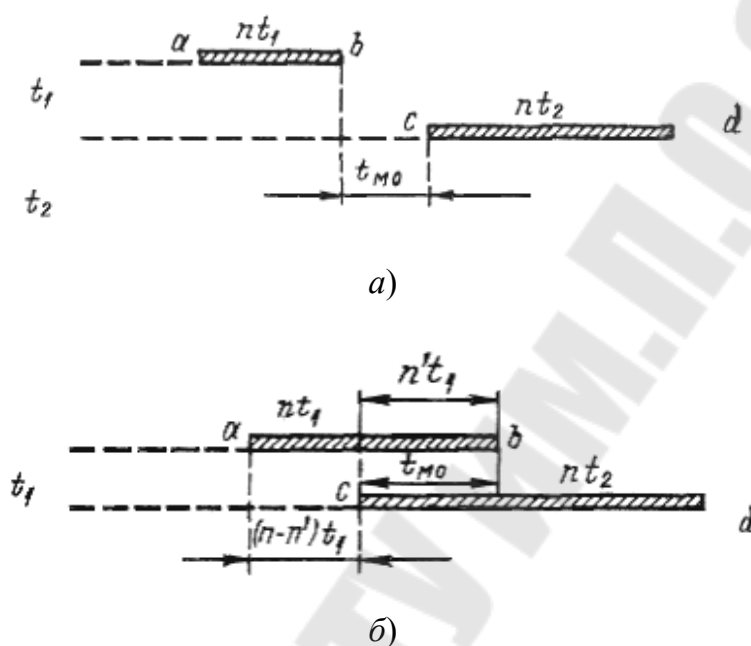 a nt₁ b
t₁
c nt₂ d
t_мо
t₂
а)
n't₁
a nt₁ b
t_мо
t₁ c nt₂
(n-n')t₁ d
б)